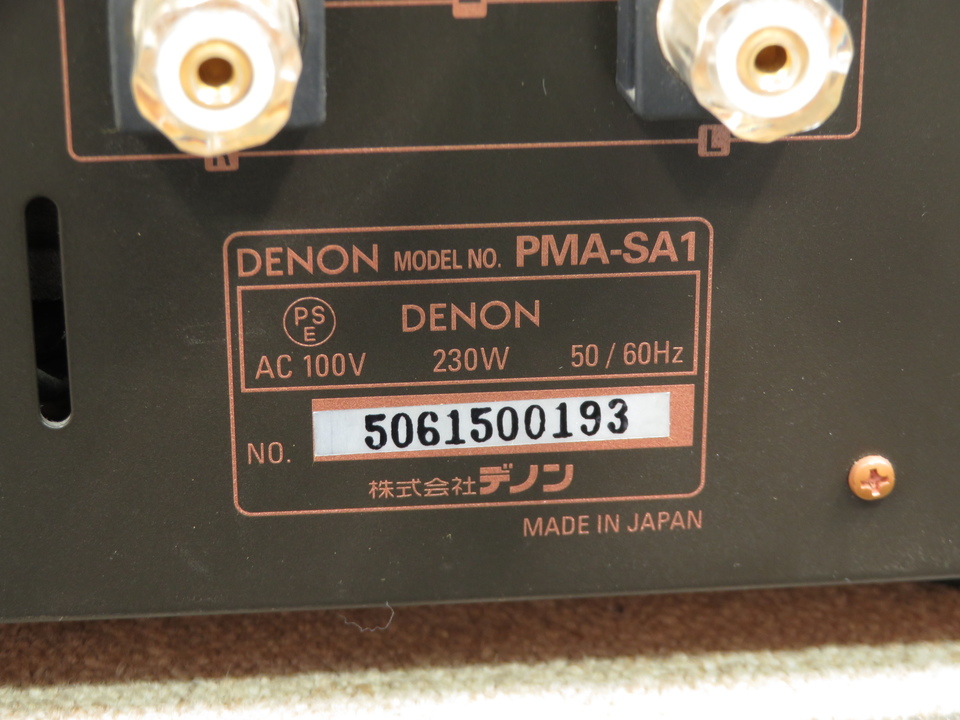 R
L
DENON MODEL NO. PMA-SA1
PS
E
DENON
AC 100V 230W 50 / 60Hz
NO. 5061500193
株式会社デノン
MADE IN JAPAN